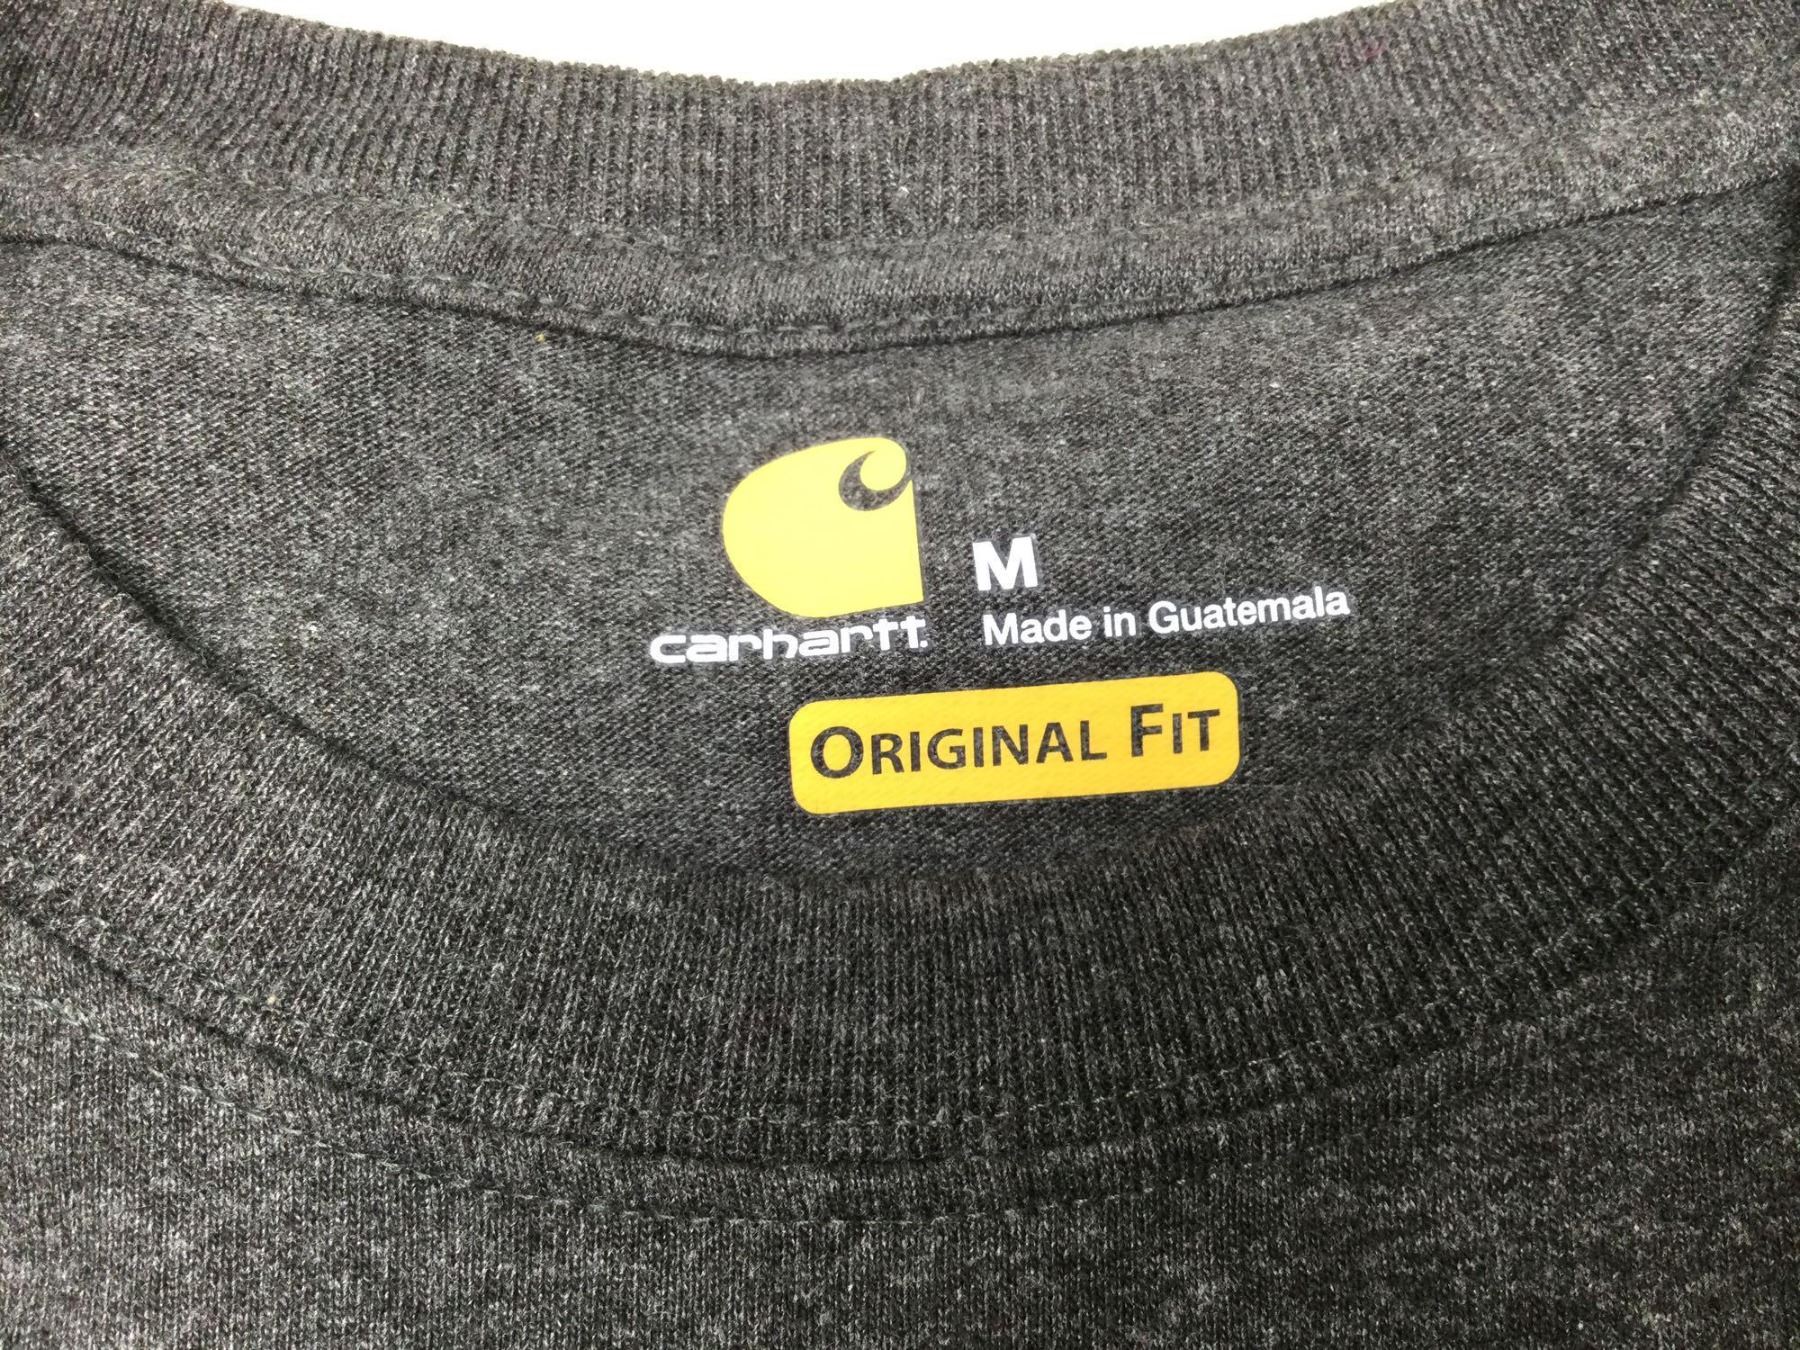 M
Made in Guatemala
carhartt.
ORIGINAL FIT